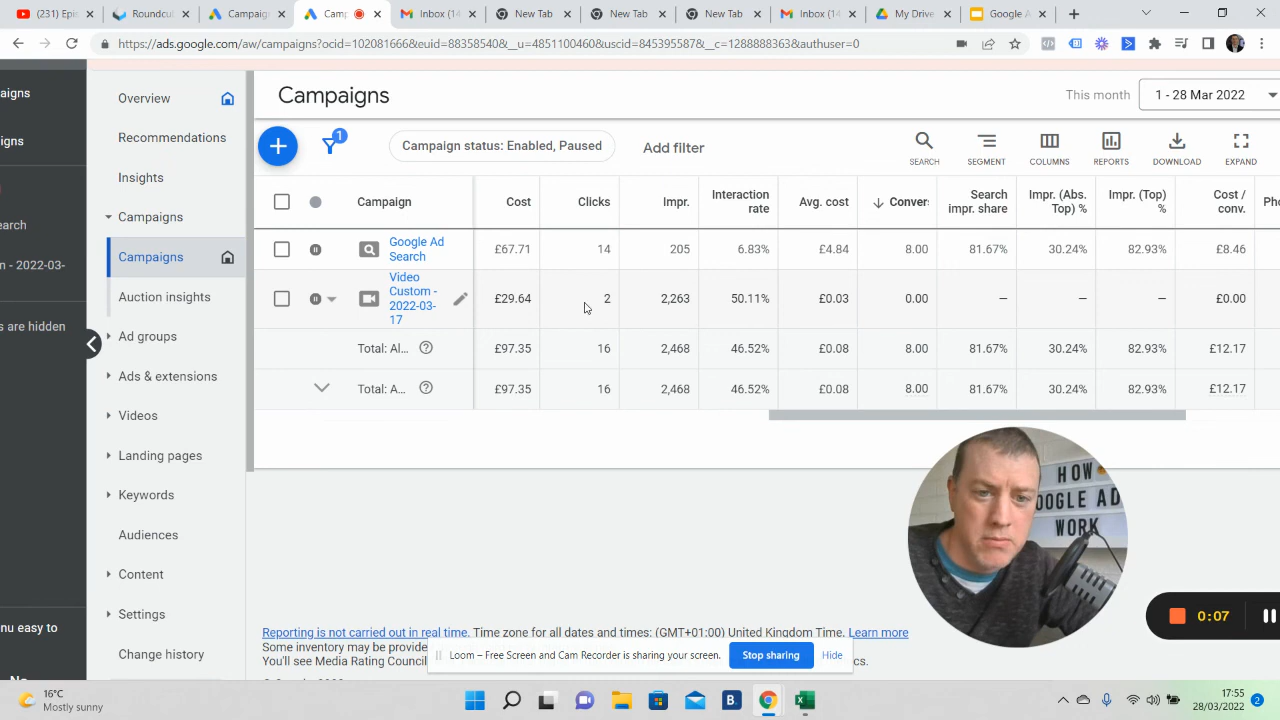 (231) Epic
Roundcu
Campaign
Camp
Inbox (
New Tab
New Tab
New Tab
Inbox (14
My Drive
Google A
https://ads.google.com/aw/campaigns?ocid=102081666&euid=88358540&__u=4851100460&uscid=845395587&__c=1288888363&authuser=0
aigns
igns
earch
n - 2022-03-
s are hidden
nu easy to
Overview
Recommendations
Insights
Campaigns
Campaigns
Auction insights
Ad groups
Ads & extensions
Videos
Landing pages
Keywords
Audiences
Content
Settings
Change history
Campaigns
This month
1 - 28 Mar 2022
1
Campaign status: Enabled, Paused
Add filter
SEARCH
SEGMENT
COLUMNS
REPORTS
DOWNLOAD
EXPAND
Campaign Cost Clicks Impr. Interaction rate Avg. cost Conver: Search impr. share Impr. (Abs. Top) % Impr. (Top) % Cost / conv. Pho
Google Ad Search £67.71 14 205 6.83% £4.84 8.00 81.67% 30.24% 82.93% £8.46
Video Custom - 2022-03-17 £29.64 2 2,263 50.11% £0.03 0.00 — — — £0.00
Total: Al... £97.35 16 2,468 46.52% £0.08 8.00 81.67% 30.24% 82.93% £12.17
Total: A... £97.35 16 2,468 46.52% £0.08 8.00 81.67% 30.24% 82.93% £12.17
HOW
GOOGLE AD
WORK
0:07
Reporting is not carried out in real time. Time zone for all dates and times: (GMT+01:00) United Kingdom Time. Learn more
Some inventory may be provide
You'll see Media Rating Council
cs.
Loom – Free Screen and Cam Recorder is sharing your screen.
Stop sharing
Hide
16°C
Mostly sunny
B.
17:55
28/03/2022
2